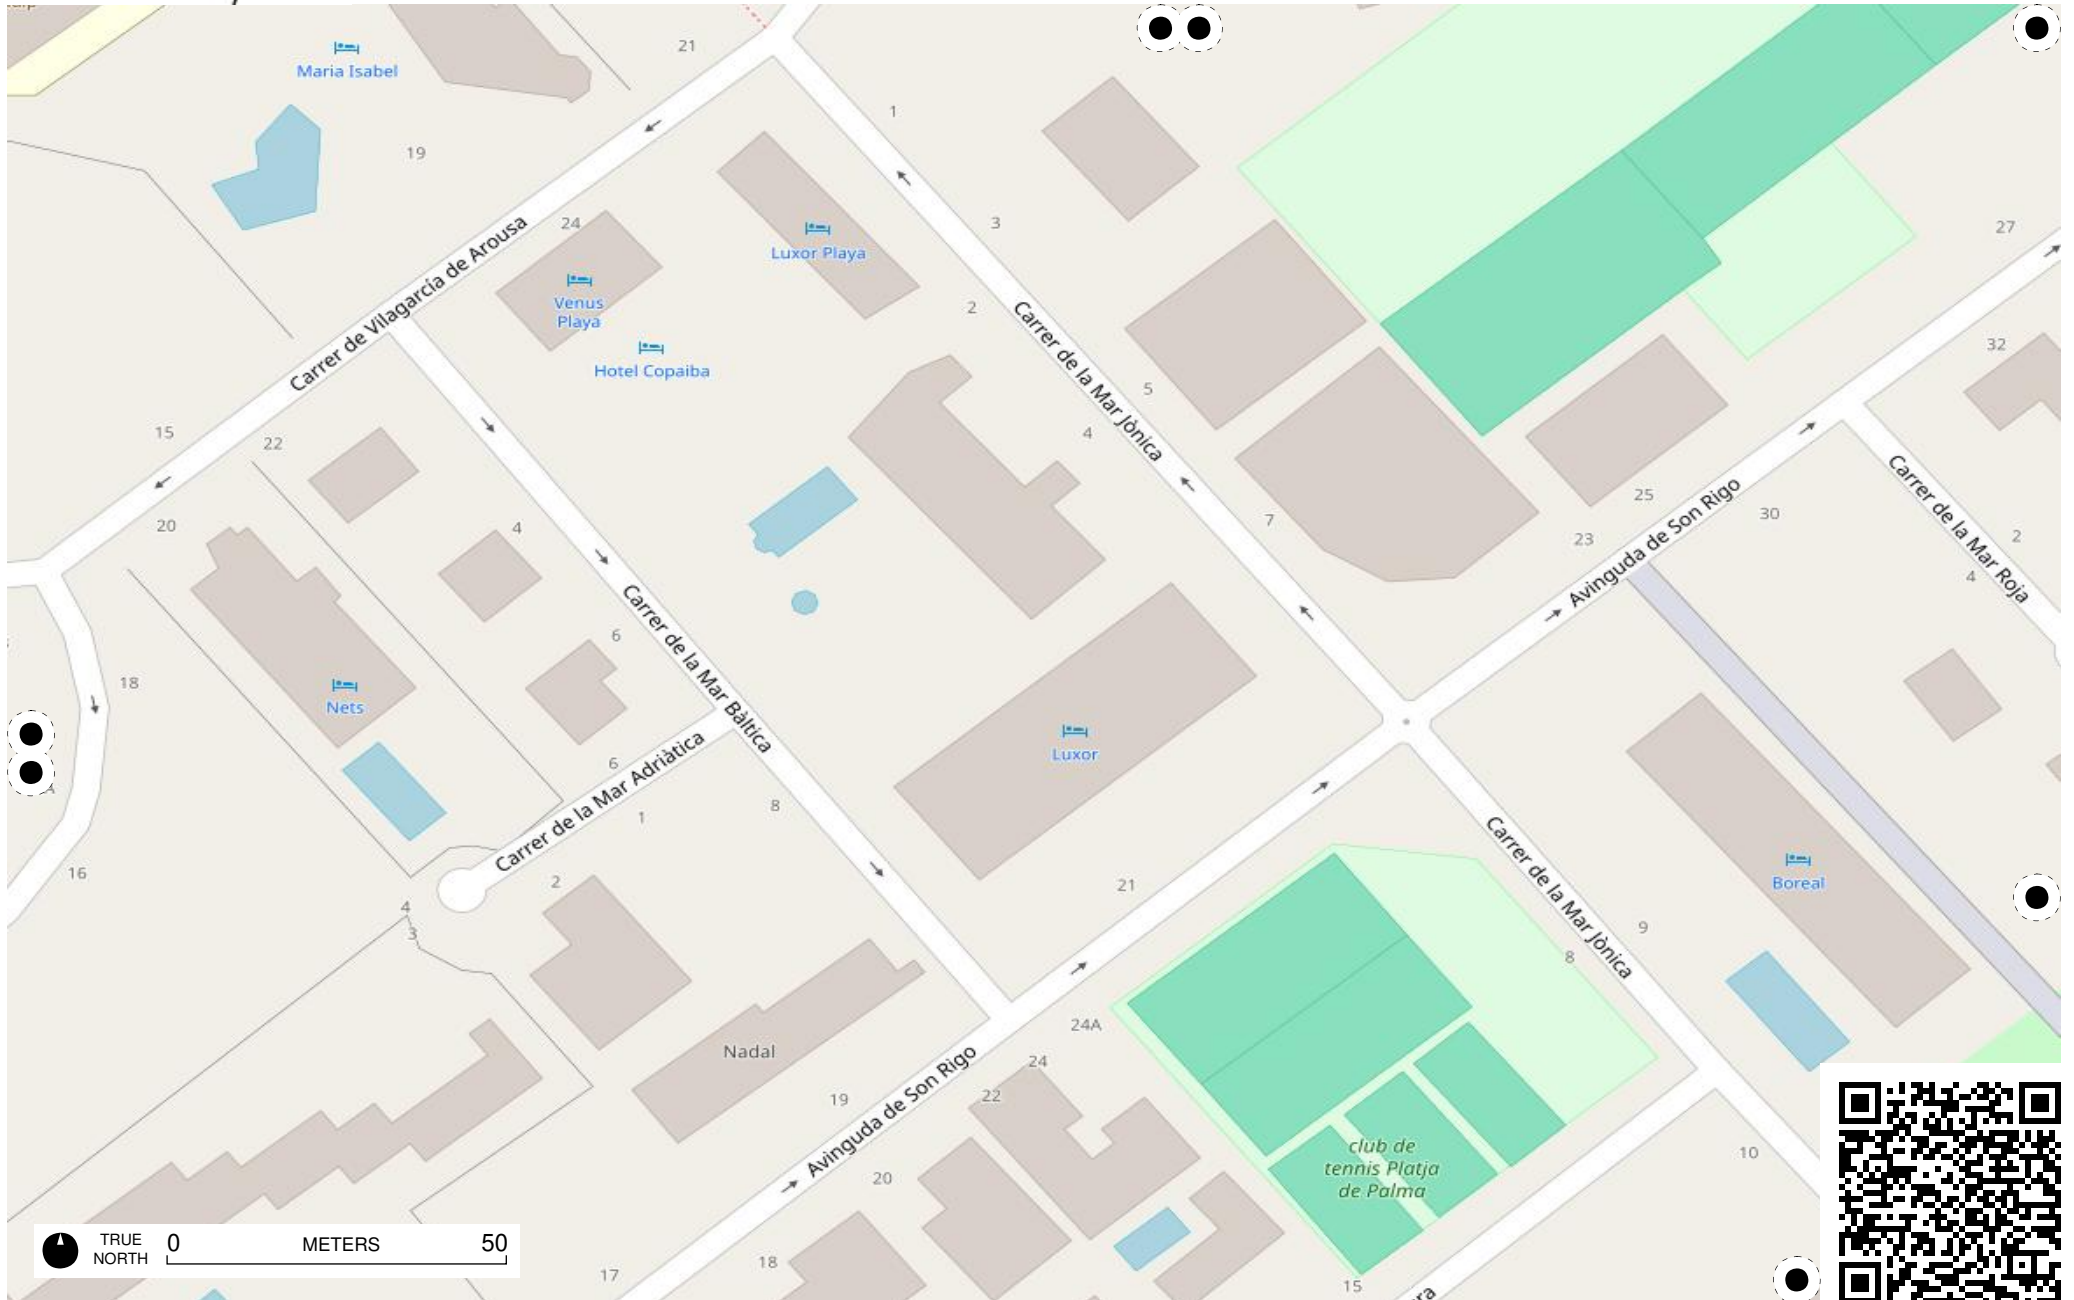 Maria Isabel
21
1
19
24
Luxor Playa
3
27
Venus
Playa
2
Hotel Copaiba
Carrer de Vilagarcía de Arousa
Carrer de la Mar Jònica
32
5
4
15
22
25
30
Carrer de la Mar Roja
20
4
7
23
Avinguda de Son Rigo
2
4
6
Carrer de la Mar Bàltica
18
Nets
Luxor
6
Carrer de la Mar Adriàtica
1
8
16
2
21
Boreal
Carrer de la Mar Jònica
4
3
9
8
24A
Nadal
24
22
19
Avinguda de Son Rigo
20
club de
tennis Platja
de Palma
10
18
17
15
TRUE
NORTH
0 METERS 50